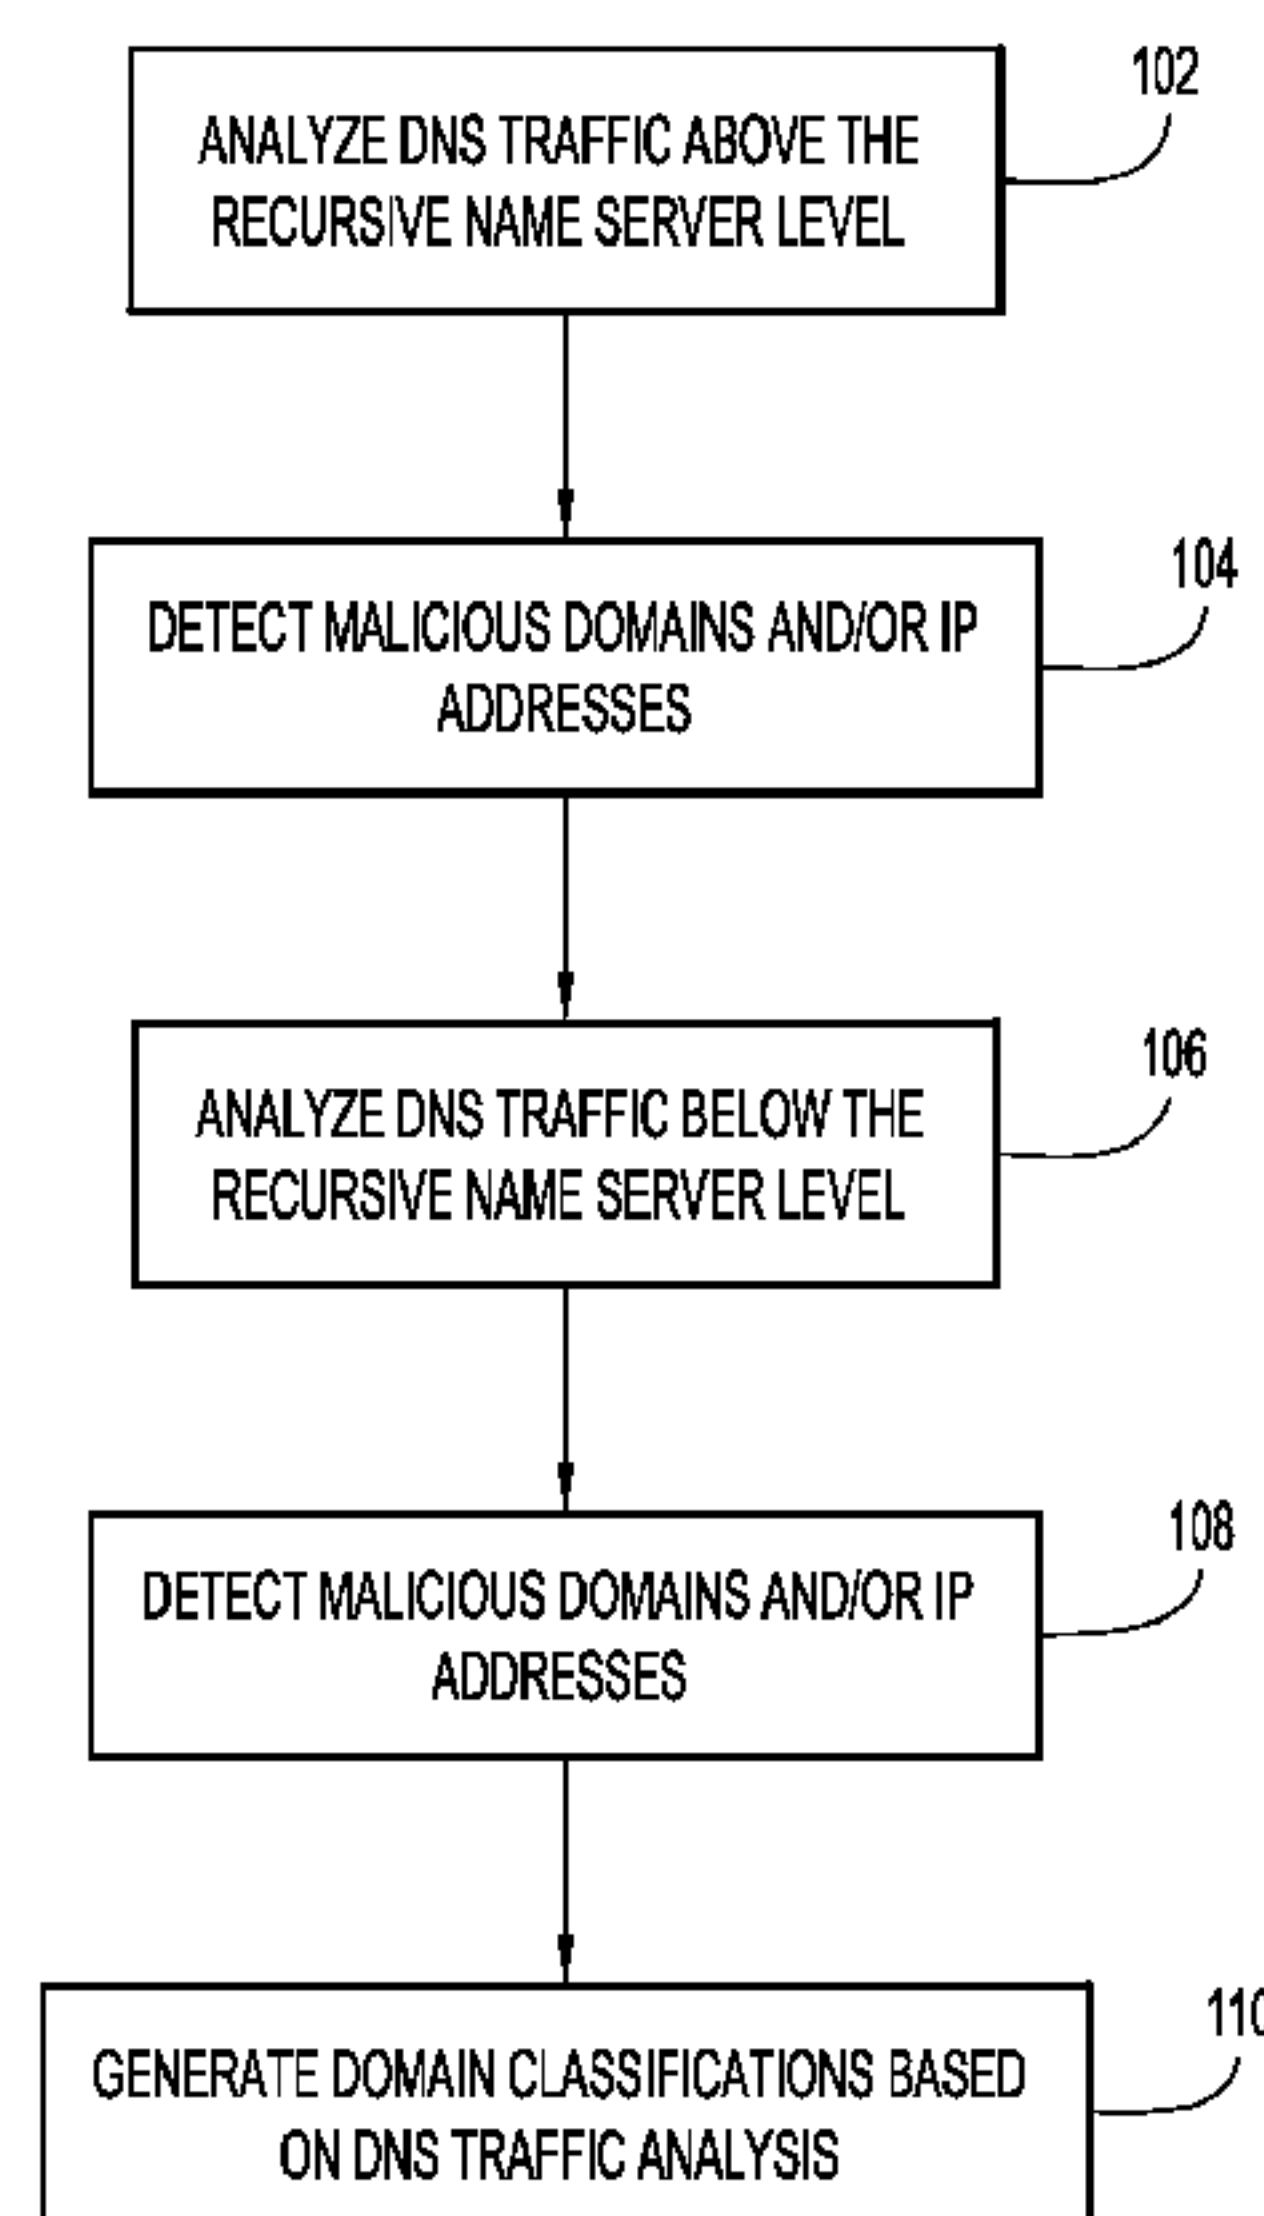 102
ANALYZE DNS TRAFFIC ABOVE THE
RECURSIVE NAME SERVER LEVEL
104
DETECT MALICIOUS DOMAINS AND/OR IP
ADDRESSES
106
ANALYZE DNS TRAFFIC BELOW THE
RECURSIVE NAME SERVER LEVEL
108
DETECT MALICIOUS DOMAINS AND/OR IP
ADDRESSES
110
GENERATE DOMAIN CLASSIFICATIONS BASED
ON DNS TRAFFIC ANALYSIS